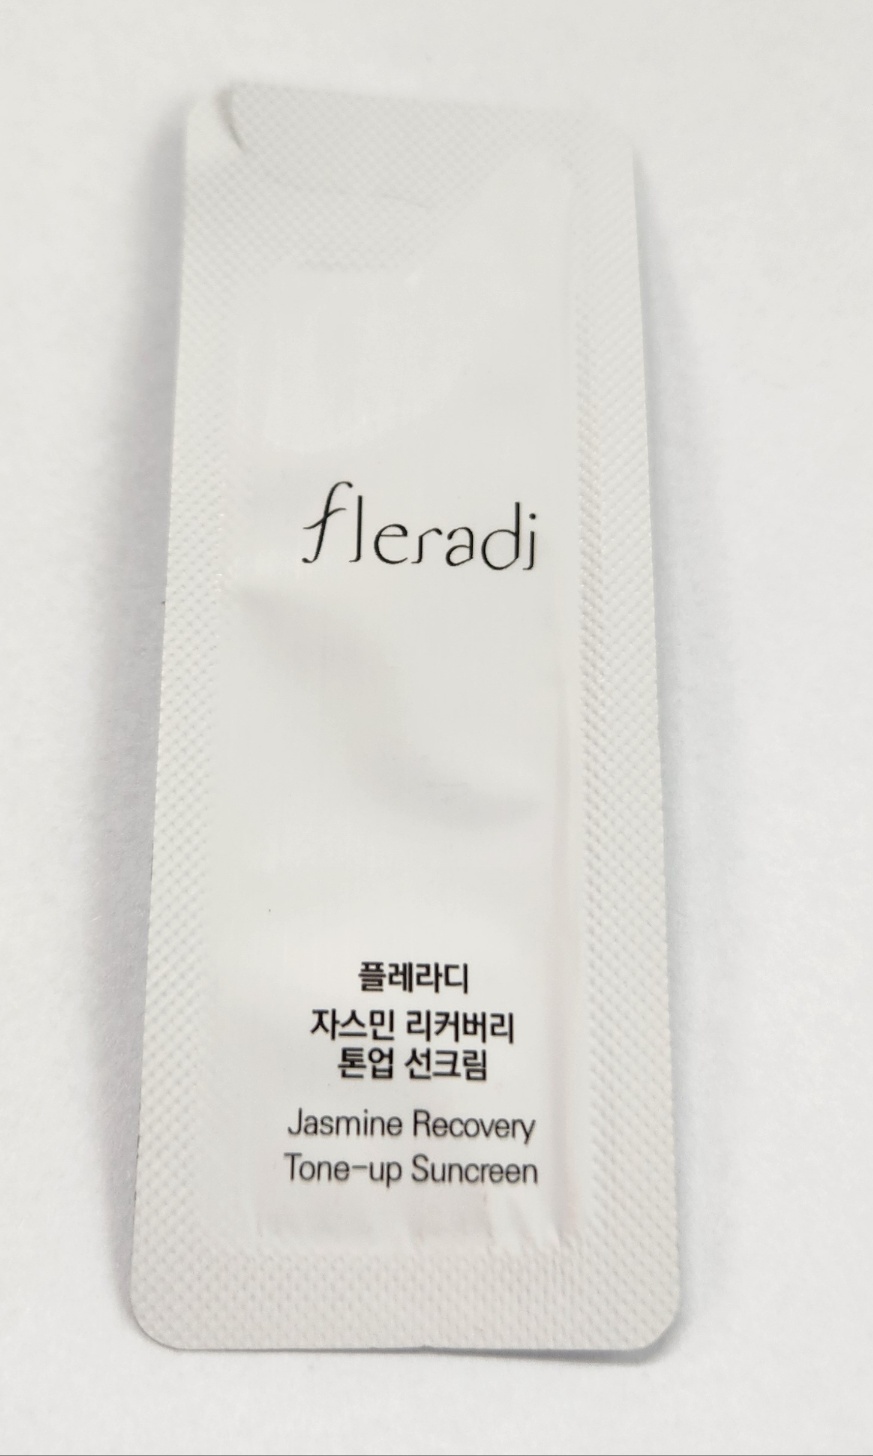 fleradi
플레라디
자스민 리커버리
톤업 선크림
Jasmine Recovery
Tone-up Suncreen